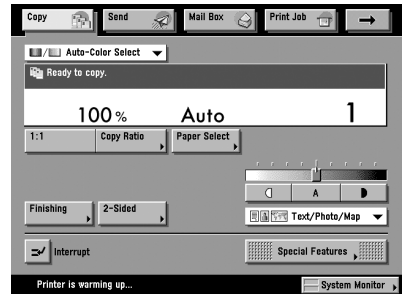 Copy
Send
Mail Box
Print Job
Auto-Color Select
Ready to copy.
100 %
Auto
1
1:1
Copy Ratio
Paper Select
A
Finishing
2-Sided
Text/Photo/Map
Interrupt
Special Features
Printer is warming up...
System Monitor